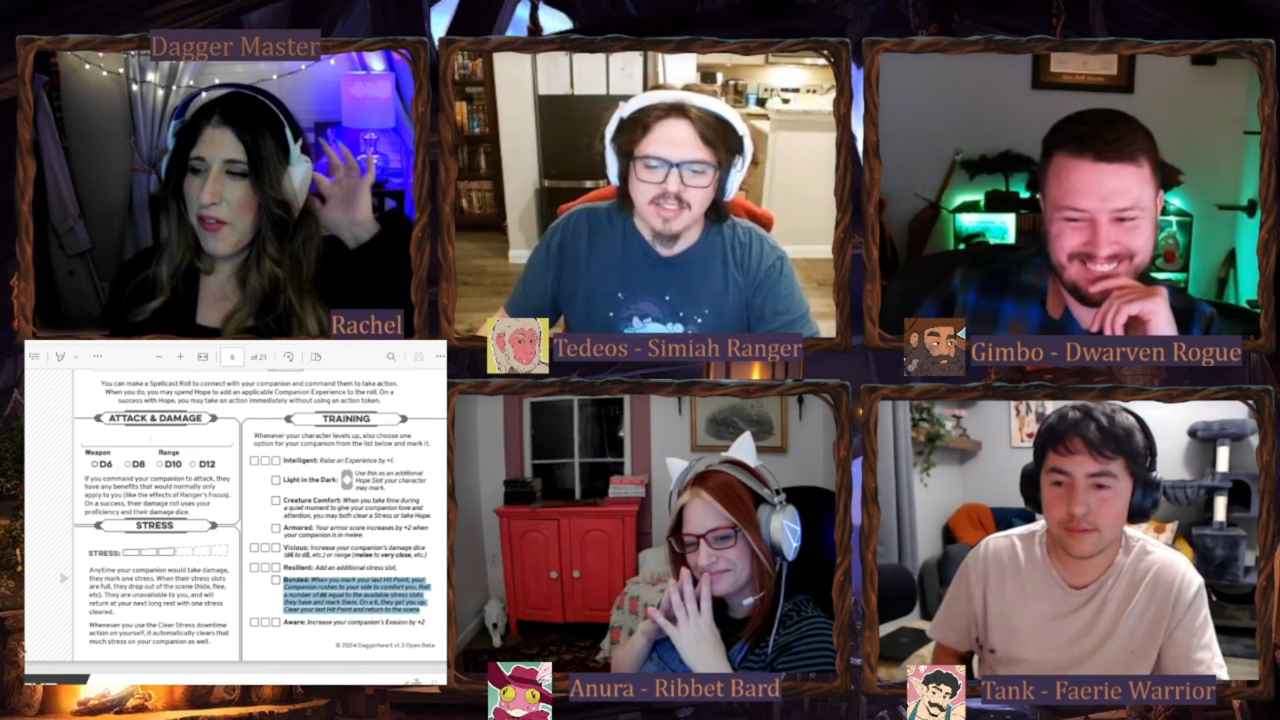 Dagger Master
Rachel
Tedeos - Simiah Ranger
Gimbo - Dwarven Rogue
6 of 21
You can make a Spellcast Roll to connect with your companion and command them to take action.
When you do, you may spend Hope to add an applicable Companion Experience to the roll. On a
success with Hope, you may take an action immediately without using an action token.
ATTACK & DAMAGE
Weapon Range
D6 D8 D10 D12
If you command your companion to attack, they
have any benefits that would normally only
apply to you (like the effects of Ranger's Focus).
On a success, their damage roll uses your
proficiency and their damage dice.
STRESS
STRESS:
Anytime your companion would take damage,
they mark one stress. When their stress slots
are full, they drop out of the scene (hide, flee,
etc). They are unavailable to you, and will
return at your next long rest with one stress
cleared.
Whenever you use the Clear Stress downtime
action on yourself, it automatically clears that
much stress on your companion as well.
TRAINING
Whenever your character levels up, also choose one
option for your companion from the list below and mark it.
Intelligent: Raise an Experience by +1.
Light in the Dark: Use this as an additional
Hope Slot your character
may mark.
Creature Comfort: When you take time during
a quiet moment to give your companion love and
attention, you may both clear a Stress or take Hope.
Armored: Your armor score increases by +2 when
your companion is in melee.
Vicious: Increase your companion's damage dice
(d6 to d8, etc.) or range (melee to very close, etc.)
Resilient: Add an additional stress slot.
Bonded: When you mark your last Hit Point, your
Companion rushes to your side to comfort you. Roll
a number of d6 equal to the available stress slots
they have and mark them. On a 6, they get you up.
Clear your last Hit Point and return to the scene.
Aware: Increase your companion's Evasion by +2
© 2024 Daggerheart v1.3 Open Beta
Anura - Ribbet Bard
Tank - Faerie Warrior